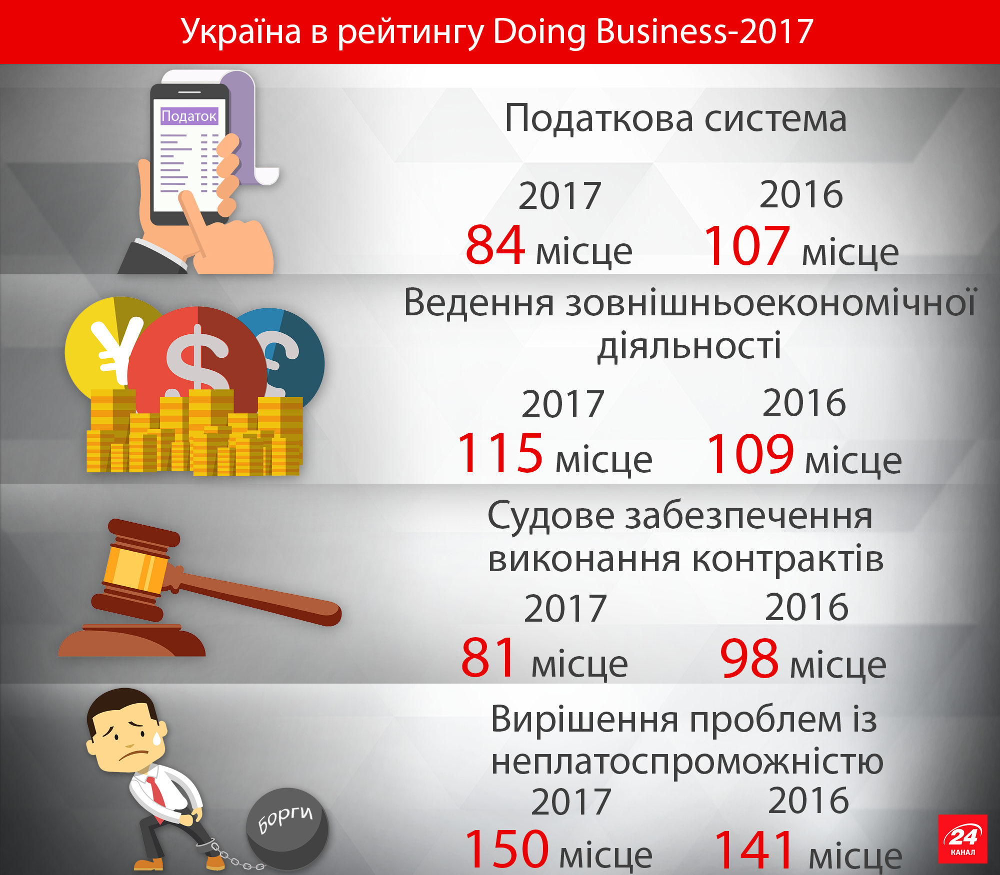 Україна в рейтингу Doing Business-2017
Податок
Податкова система
2017 2016
84 місце 107 місце
Ведення зовнішньоекономічної
діяльності
2017 2016
115 місце 109 місце
Судове забезпечення
виконання контрактів
2017 2016
81 місце 98 місце
Вирішення проблем із
неплатоспроможністю
2017 2016
150 місце 141 місце
Борги
24
КАНАЛ